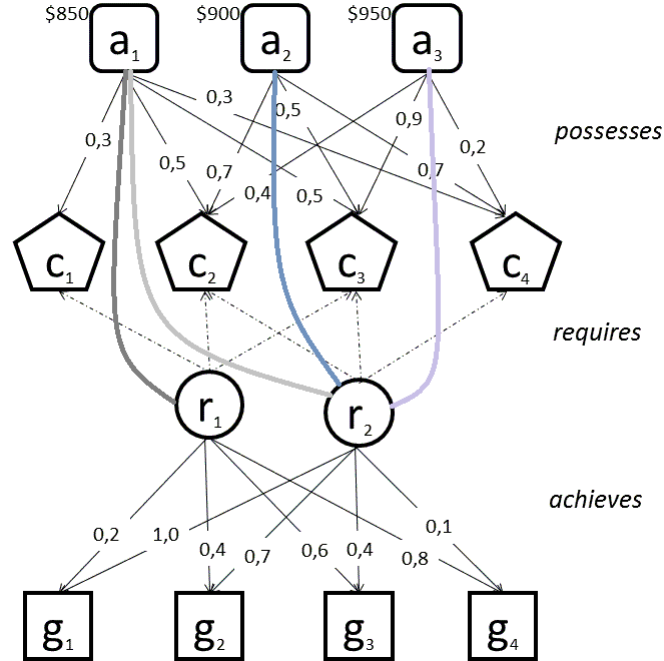 $850 $900 $950
a1 a2 a3
0,3 0,5 0,9
possesses
0,3 0,5 0,7 0,4 0,5 0,7 0,2
c1 c2 c3 c4
requires
r1 r2
achieves
0,2 1,0 0,4 0,7 0,6 0,4 0,8 0,1
g1 g2 g3 g4